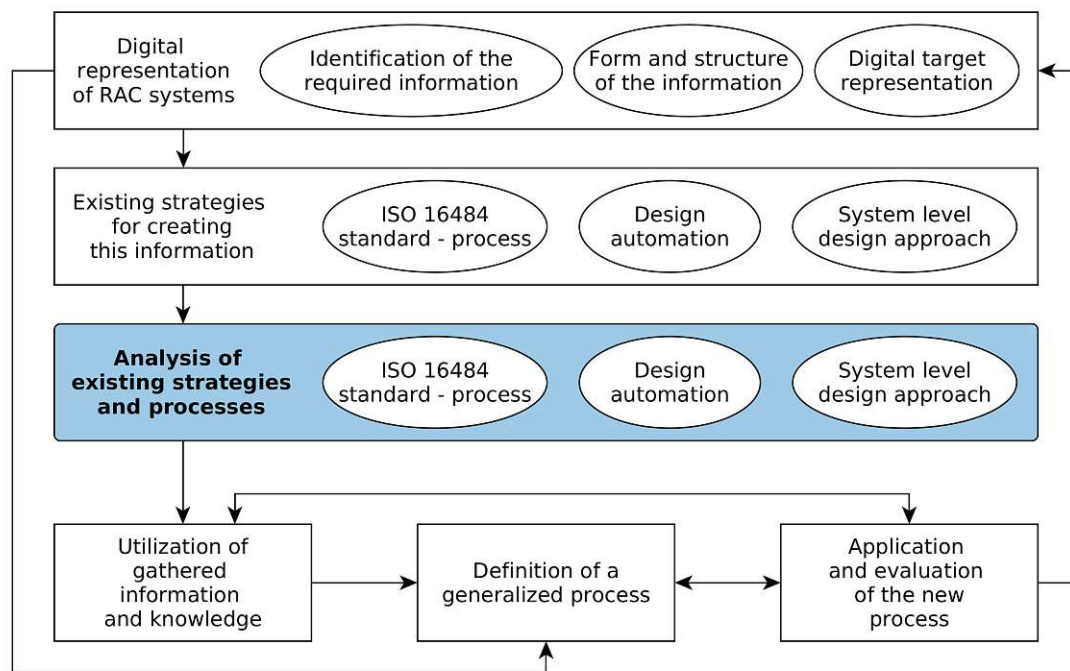 Digital
representation
of RAC systems
Identification of the
required information
Form and structure
of the information
Digital target
representation
Existing strategies
for creating
this information
ISO 16484
standard - process
Design
automation
System level
design approach
Analysis of
existing strategies
and processes
ISO 16484
standard - process
Design
automation
System level
design approach
Utilization of
gathered
information
and knowledge
Definition of a
generalized process
Application
and evaluation
of the new
process